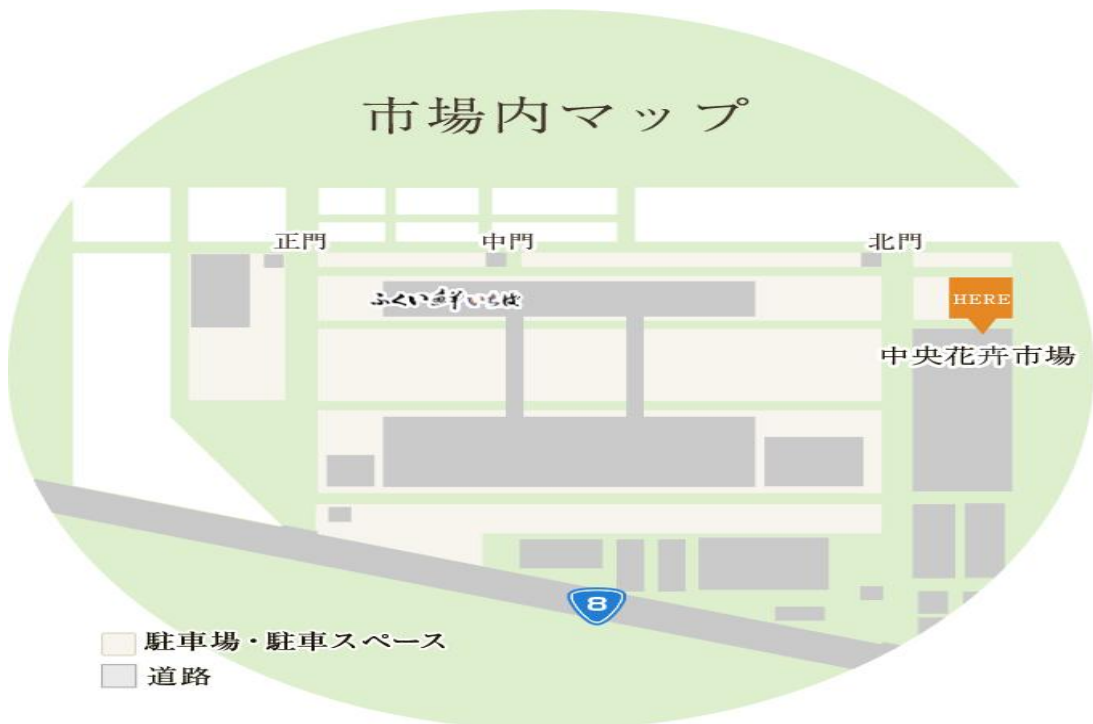 市場内マップ
正門
中門
北門
ふくい鮮いちば
HERE
中央花卉市場
8
駐車場・駐車スペース
道路